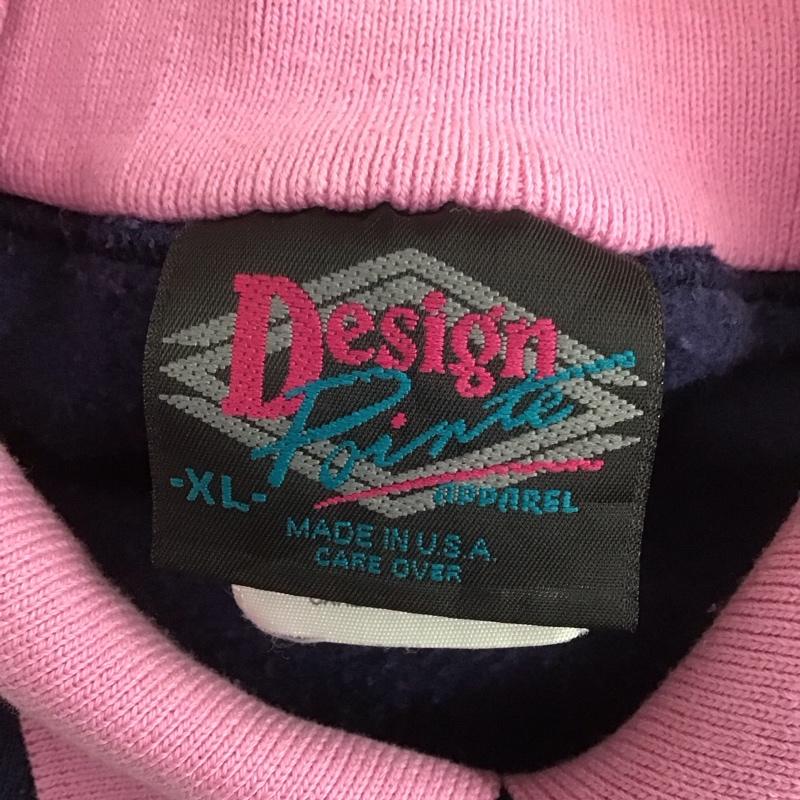 Design
Pointe
-XL-
APPAREL
MADE IN U.S.A.
CARE OVER